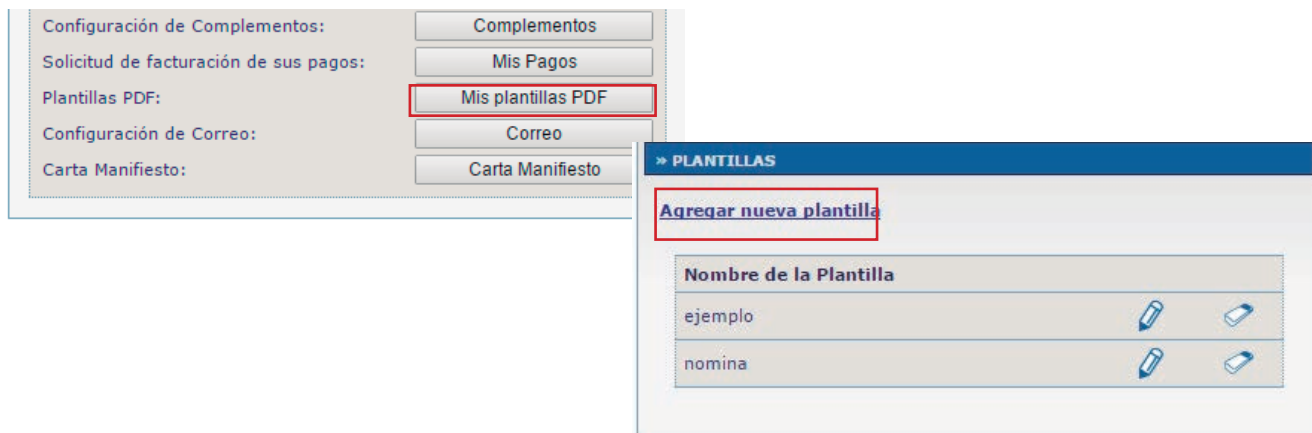 Configuración de Complementos: Complementos
Solicitud de facturación de sus pagos: Mis Pagos
Plantillas PDF: Mis plantillas PDF
Configuración de Correo: Correo
Carta Manifiesto: Carta Manifiesto
» PLANTILLAS
Agregar nueva plantilla
Nombre de la Plantilla
ejemplo
nomina